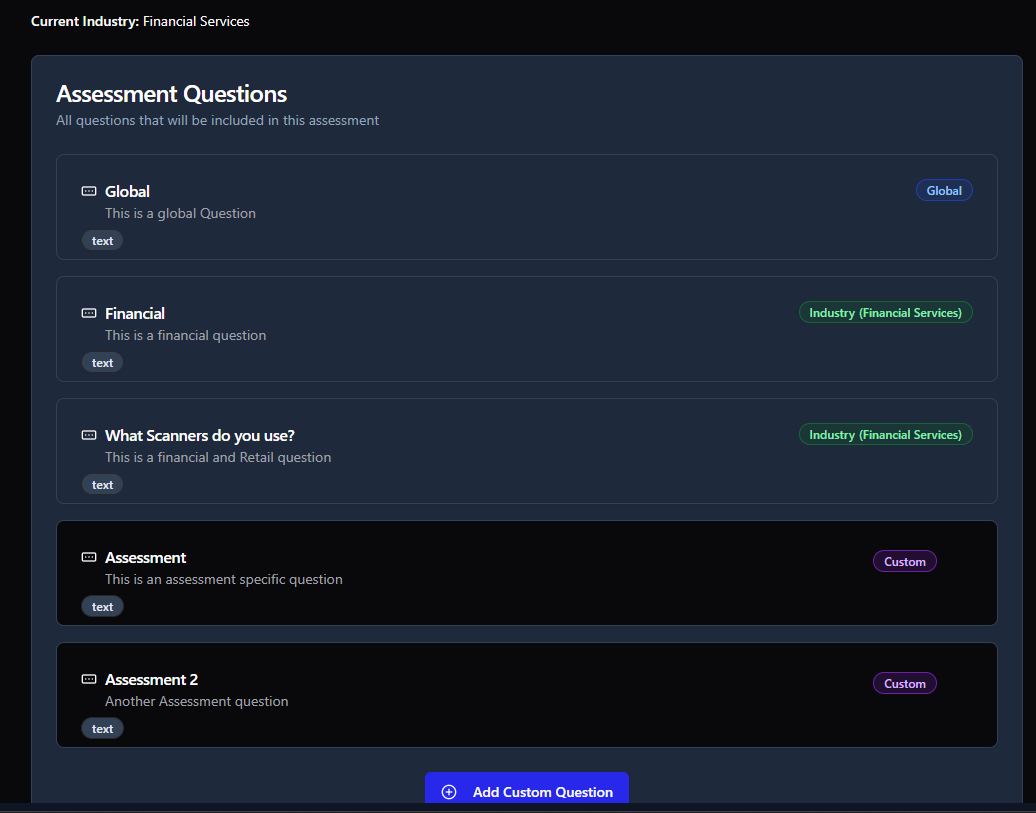 Current Industry: Financial Services
Assessment Questions
All questions that will be included in this assessment
Global
Global
This is a global Question
text
Financial
Industry (Financial Services)
This is a financial question
text
What Scanners do you use?
Industry (Financial Services)
This is a financial and Retail question
text
Assessment
Custom
This is an assessment specific question
text
Assessment 2
Custom
Another Assessment question
text
Add Custom Question